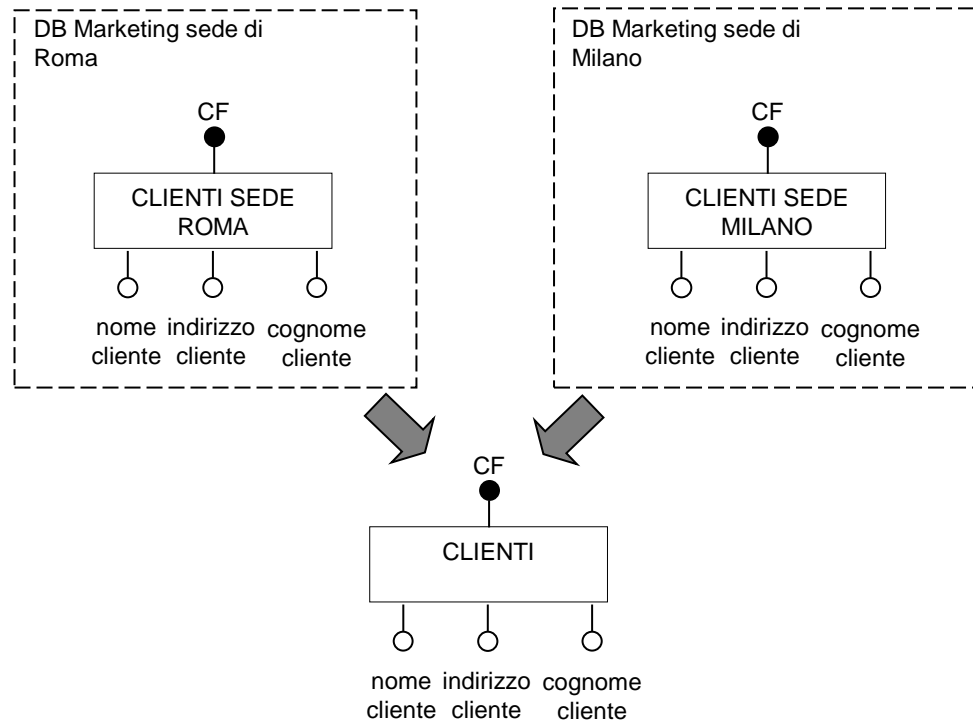 DB Marketing sede di
Roma
CF
CLIENTI SEDE
ROMA
nome
cliente
indirizzo
cliente
cognome
cliente
DB Marketing sede di
Milano
CF
CLIENTI SEDE
MILANO
nome
cliente
indirizzo
cliente
cognome
cliente
CF
CLIENTI
nome
cliente
indirizzo
cliente
cognome
cliente